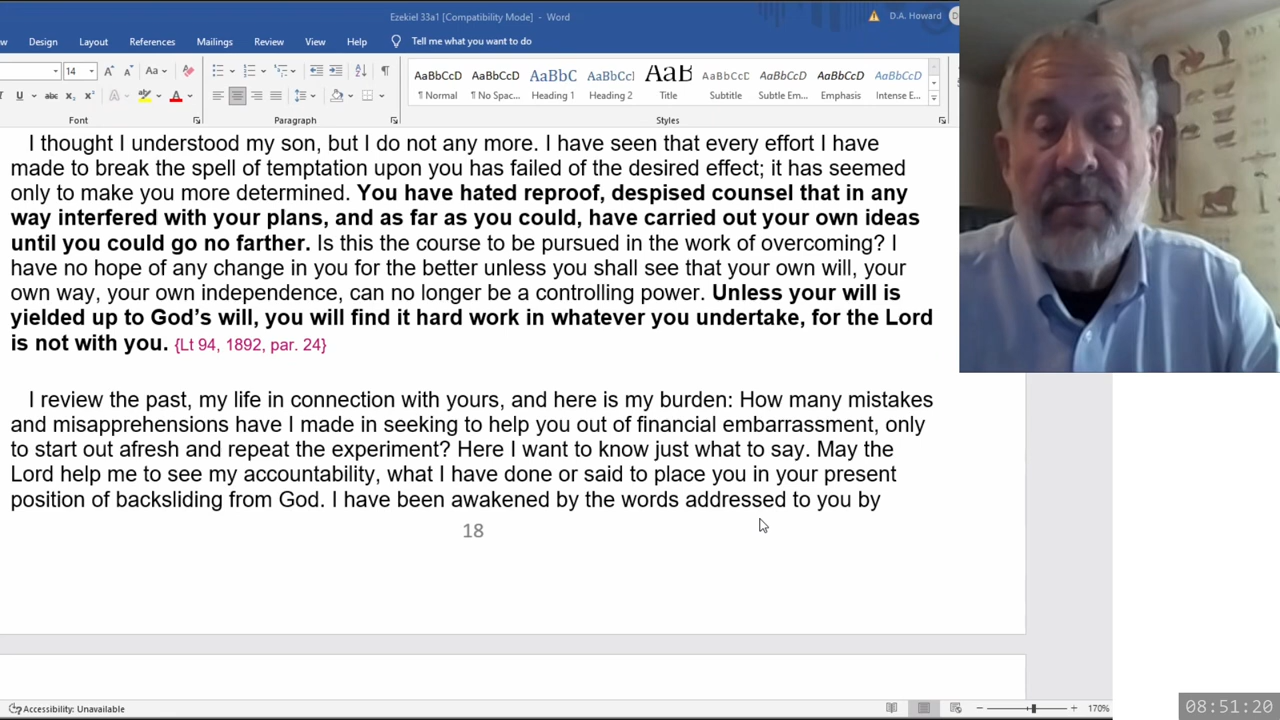 Ezekiel 33a1 [Compatibility Mode] - Word
D.A. Howard
Design Layout References Mailings Review View Help Tell me what you want to do
14
AaBbCcD AaBbCcD AaBbC AaBbCcI AaB AaBbCcD AaBbCcD AaBbCcD AaBbCcD
¶ Normal ¶ No Spac... Heading 1 Heading 2 Title Subtitle Subtle Em... Emphasis Intense E...
Font Paragraph Styles
I thought I understood my son, but I do not any more. I have seen that every effort I have
made to break the spell of temptation upon you has failed of the desired effect; it has seemed
only to make you more determined. You have hated reproof, despised counsel that in any
way interfered with your plans, and as far as you could, have carried out your own ideas
until you could go no farther. Is this the course to be pursued in the work of overcoming? I
have no hope of any change in you for the better unless you shall see that your own will, your
own way, your own independence, can no longer be a controlling power. Unless your will is
yielded up to God's will, you will find it hard work in whatever you undertake, for the Lord
is not with you. {Lt 94, 1892, par. 24}
I review the past, my life in connection with yours, and here is my burden: How many mistakes
and misapprehensions have I made in seeking to help you out of financial embarrassment, only
to start out afresh and repeat the experiment? Here I want to know just what to say. May the
Lord help me to see my accountability, what I have done or said to place you in your present
position of backsliding from God. I have been awakened by the words addressed to you by
18
Accessibility: Unavailable
170%
08:51:20